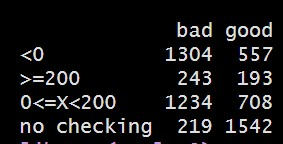 bad good
<0 1304 557
>=200 243 193
0<=X<200 1234 708
no checking 219 1542